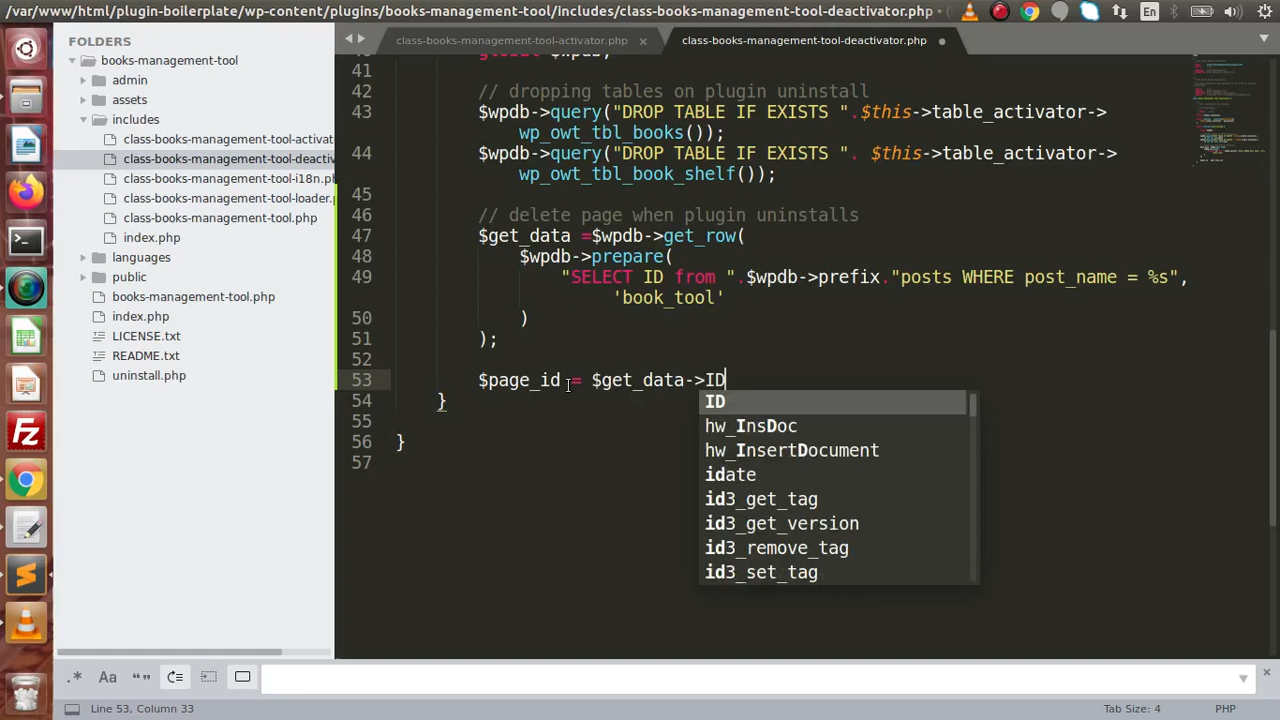 /var/www/html/plugin-boilerplate/wp-content/plugins/books-management-tool/includes/class-books-management-tool-deactivator.php •
En
FOLDERS
books-management-tool
admin
assets
includes
class-books-management-tool-activat
class-books-management-tool-deactiv
class-books-management-tool-i18n.ph
class-books-management-tool-loader.p
class-books-management-tool.php
index.php
languages
public
books-management-tool.php
index.php
LICENSE.txt
README.txt
uninstall.php
class-books-management-tool-activator.php ×
class-books-management-tool-deactivator.php
40 global $wpdb;
41
42 // dropping tables on plugin uninstall
43 $wpdb->query("DROP TABLE IF EXISTS ".$this->table_activator->
wp_owt_tbl_books());
44 $wpdb->query("DROP TABLE IF EXISTS ". $this->table_activator->
wp_owt_tbl_book_shelf());
45
46 // delete page when plugin uninstalls
47 $get_data =$wpdb->get_row(
48 $wpdb->prepare(
49 "SELECT ID from ".$wpdb->prefix."posts WHERE post_name = %s",
'book_tool'
50 )
51 );
52
53 $page_id = $get_data->ID
54 }
55
56 }
57
ID
hw_InsDoc
hw_InsertDocument
idate
id3_get_tag
id3_get_version
id3_remove_tag
id3_set_tag
.* Aa “”
Line 53, Column 33
Tab Size: 4
PHP